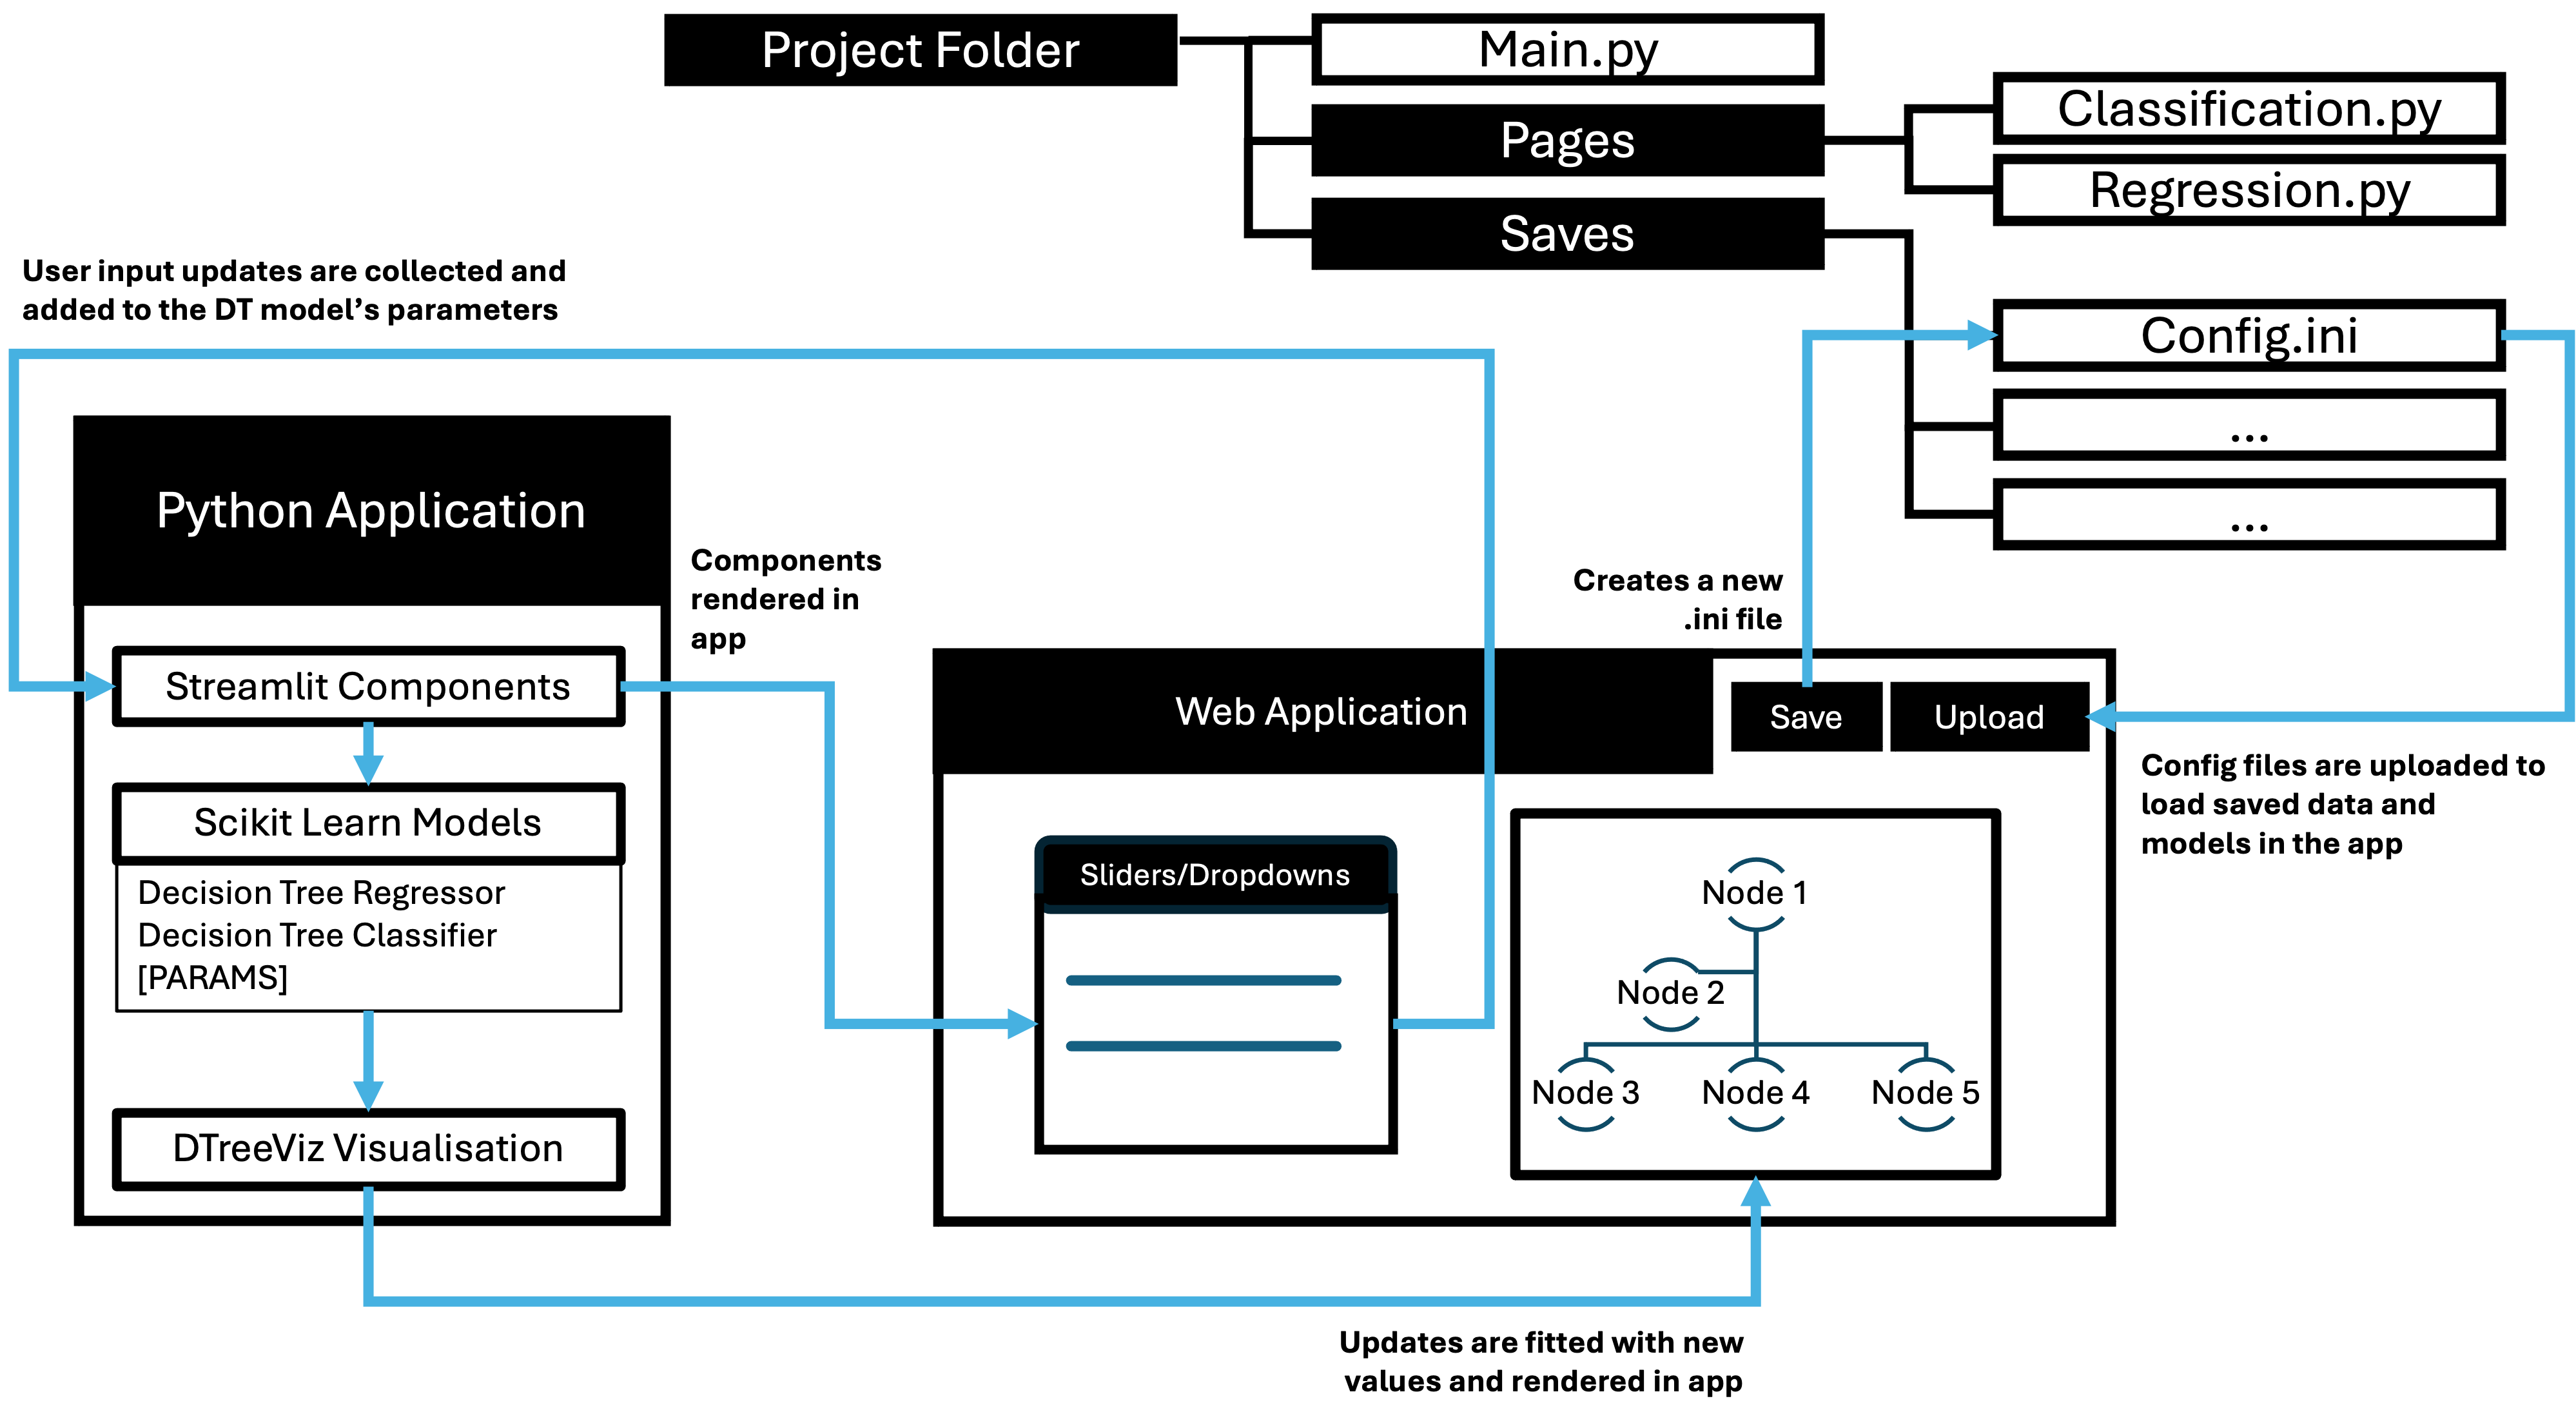 Project Folder
Main.py
Pages
Classification.py
Regression.py
Saves
User input updates are collected and
added to the DT model’s parameters
Config.ini
...
...
Python Application
Components
rendered in
app
Creates a new
.ini file
Streamlit Components
Web Application
Save
Upload
Config files are uploaded to
load saved data and
models in the app
Scikit Learn Models
Decision Tree Regressor
Decision Tree Classifier
[PARAMS]
Sliders/Dropdowns
Node 1
Node 2
Node 3
Node 4
Node 5
DTreeViz Visualisation
Updates are fitted with new
values and rendered in app